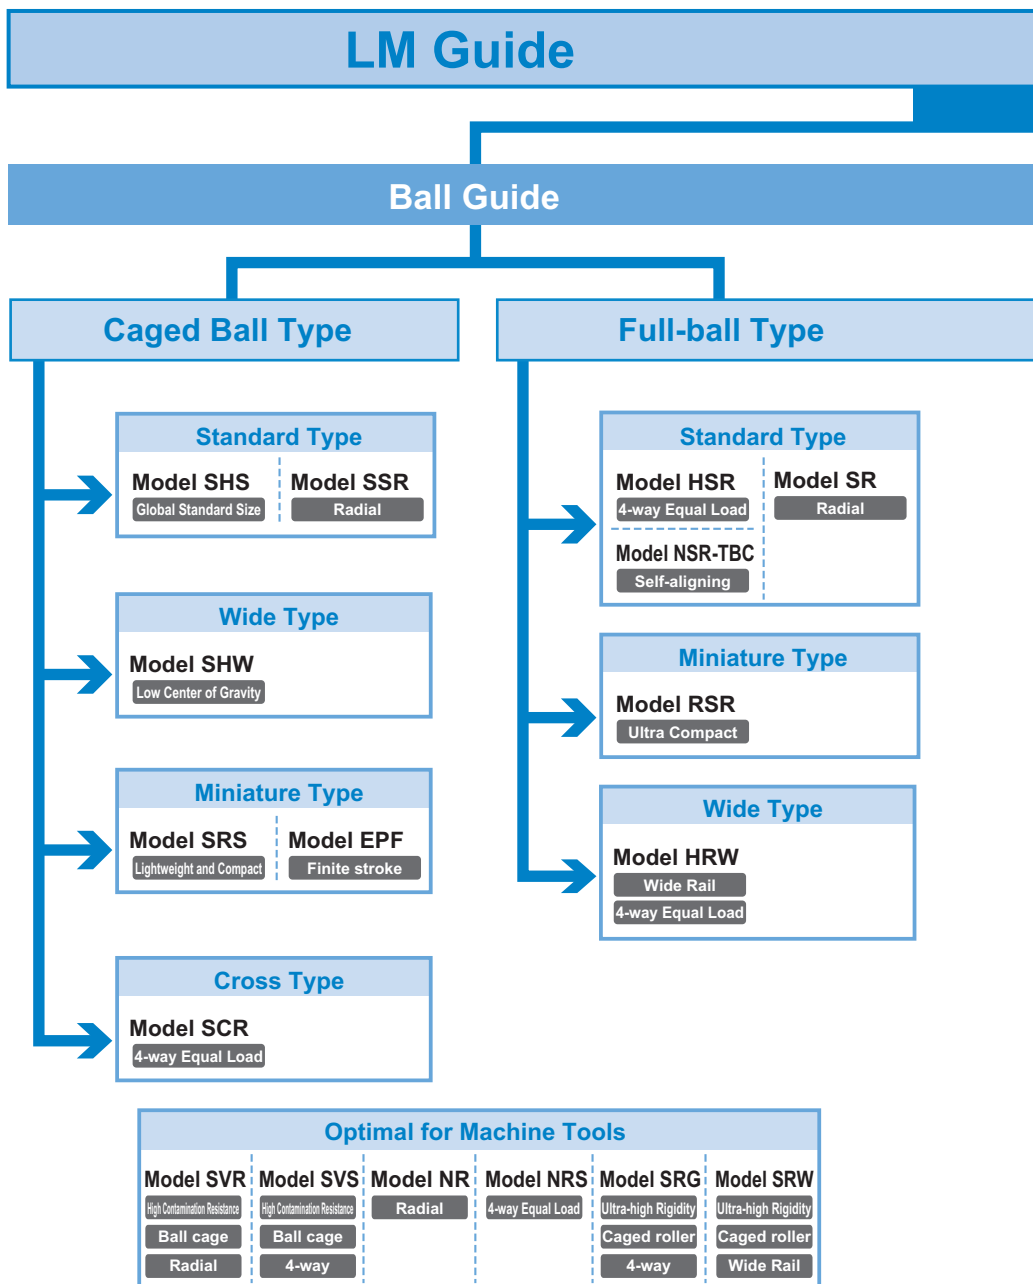 LM Guide
Ball Guide
Caged Ball Type
Standard Type
Model SHS
Global Standard Size
Model SSR
Radial
Wide Type
Model SHW
Low Center of Gravity
Miniature Type
Model SRS
Lightweight and Compact
Model EPF
Finite stroke
Cross Type
Model SCR
4-way Equal Load
Full-ball Type
Standard Type
Model HSR
4-way Equal Load
Model NSR-TBC
Self-aligning
Model SR
Radial
Miniature Type
Model RSR
Ultra Compact
Wide Type
Model HRW
Wide Rail
4-way Equal Load
Optimal for Machine Tools
Model SVR
High Contamination Resistance
Ball cage
Radial
Model SVS
High Contamination Resistance
Ball cage
4-way
Model NR
Radial
Model NRS
4-way Equal Load
Model SRG
Ultra-high Rigidity
Caged roller
4-way
Model SRW
Ultra-high Rigidity
Caged roller
Wide Rail